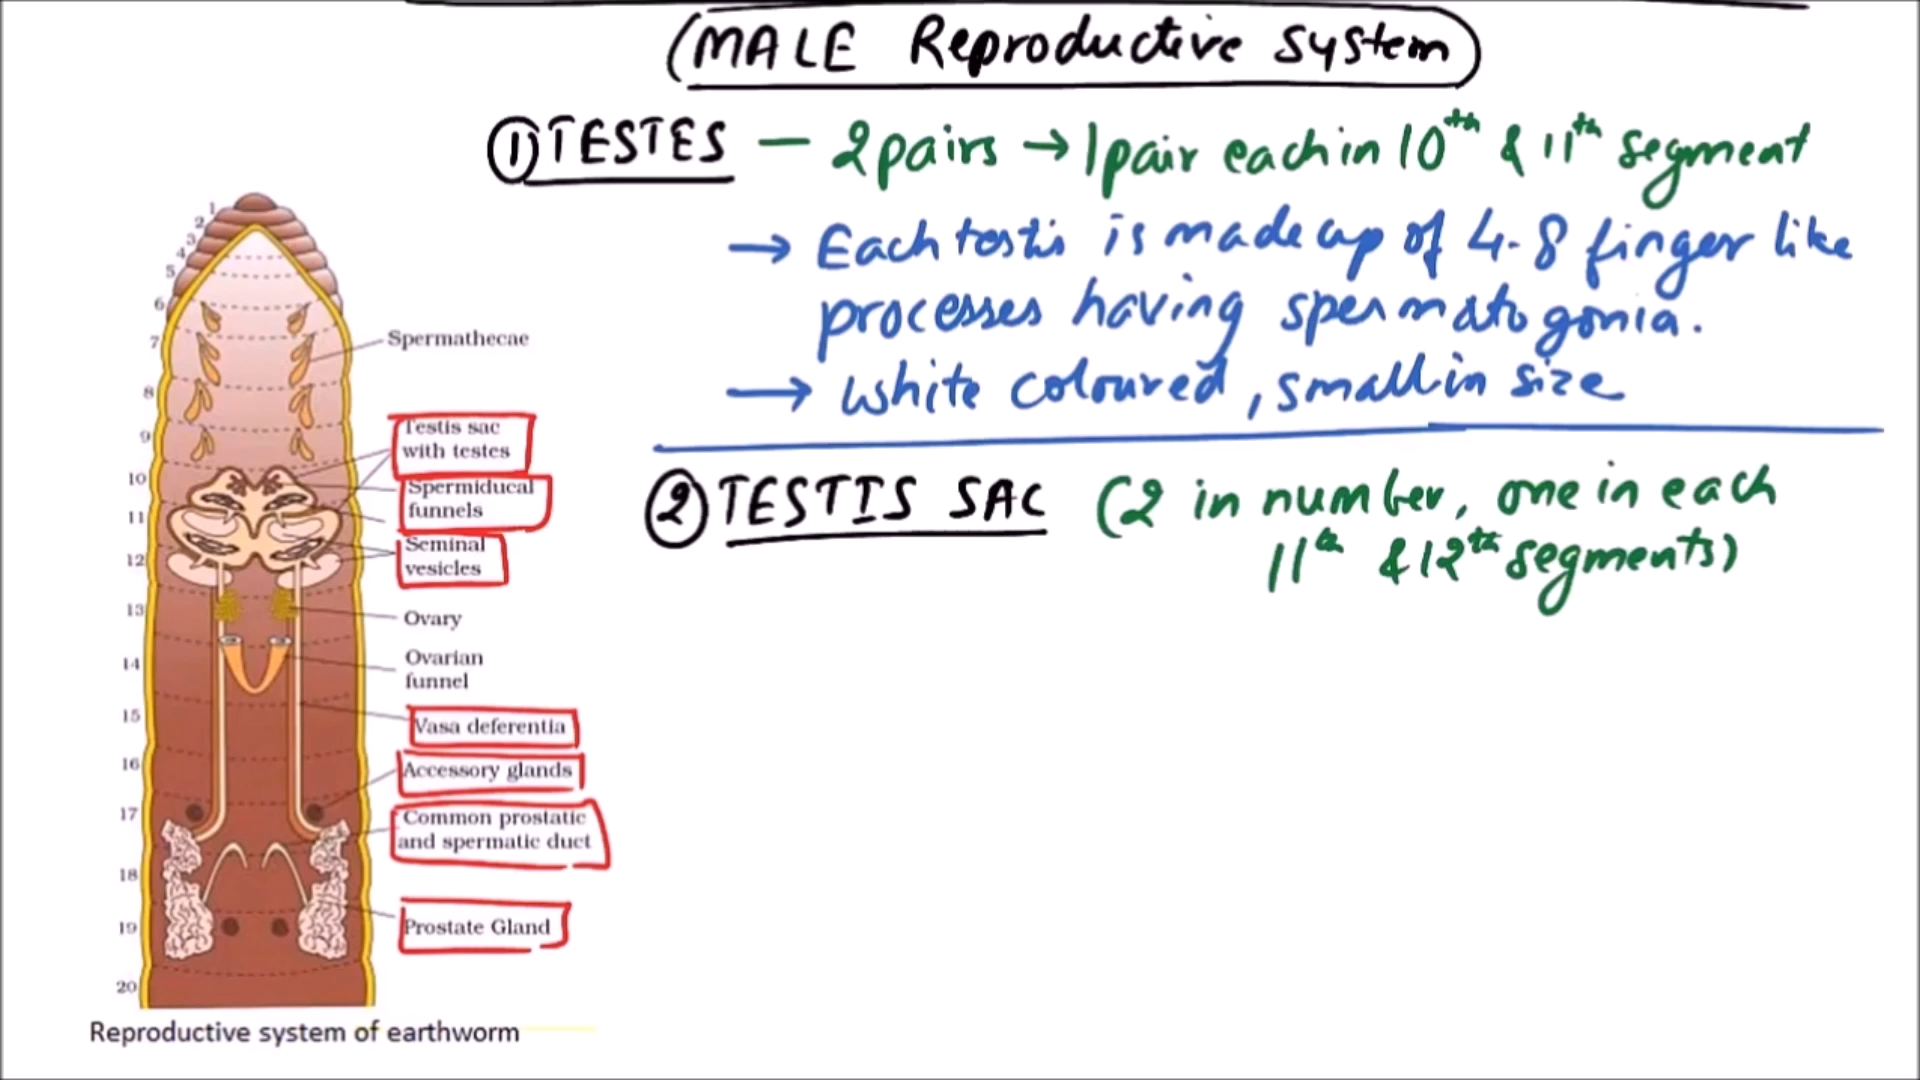 (MALE Reproductive system)
① TESTES — 2 pairs → 1 pair each in 10th & 11th segment
→ Each testis is made up of 4-8 finger like
processes having spermatogonia.
→ White coloured, small in size
② TESTIS SAC (2 in number, one in each
11th & 12th segments)
1
2
3
4
5
6
7
8
9
10
11
12
13
14
15
16
17
18
19
20
Spermathecae
Testis sac
with testes
Spermiducal
funnels
Seminal
vesicles
Ovary
Ovarian
funnel
Vasa deferentia
Accessory glands
Common prostatic
and spermatic duct
Prostate Gland
Reproductive system of earthworm